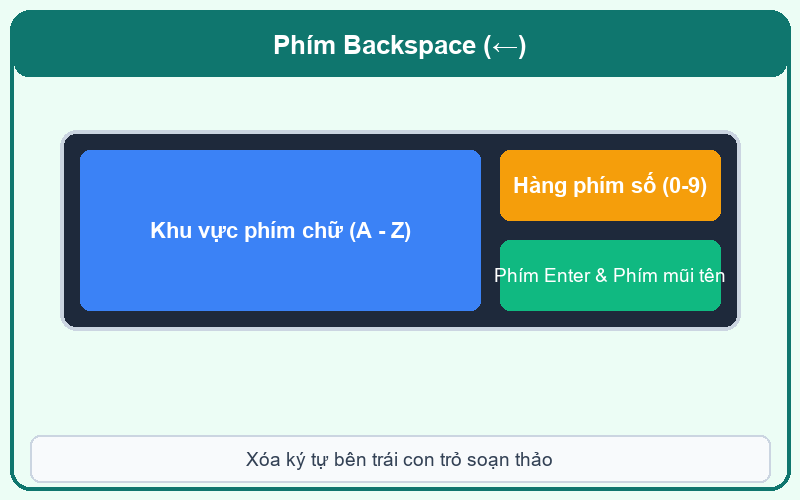 Phím Backspace (←)
Khu vực phím chữ (A - Z)
Hàng phím số (0-9)
Phím Enter & Phím mũi tên
Xóa ký tự bên trái con trỏ soạn thảo